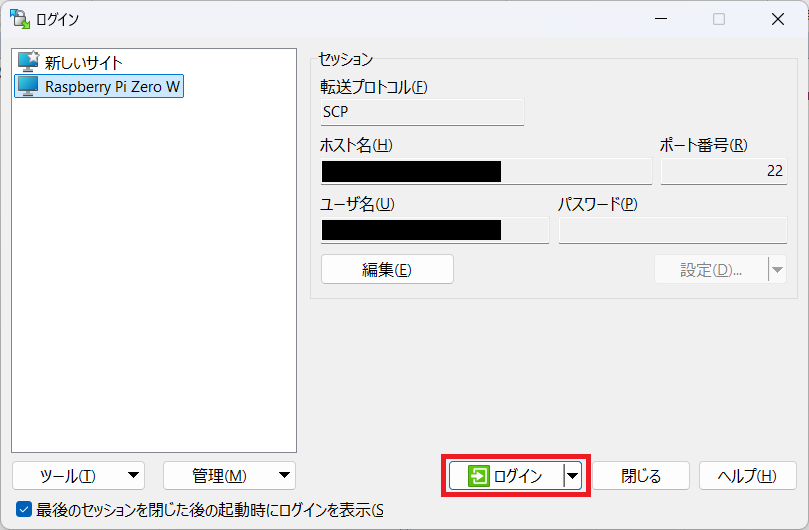 ログイン
新しいサイト
Raspberry Pi Zero W
セッション
転送プロトコル(F)
SCP
ホスト名(H)
ポート番号(R)
22
ユーザ名(U)
パスワード(P)
編集(E)
設定(D)...
ツール(T)
管理(M)
ログイン
閉じる
ヘルプ(H)
最後のセッションを閉じた後の起動時にログインを表示(S